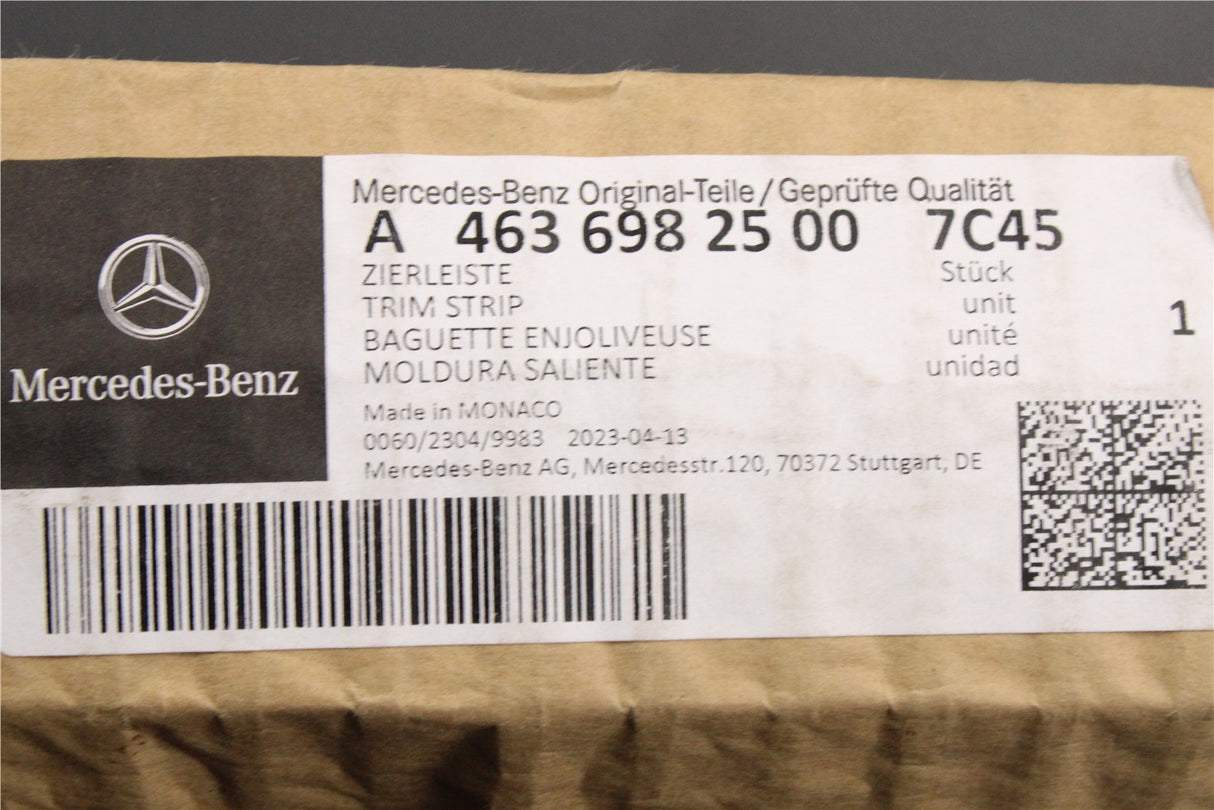 Mercedes-Benz
Mercedes-Benz Original-Teile / Geprüfte Qualität
A 463 698 25 00 7C45
ZIERLEISTE Stück
TRIM STRIP unit
BAGUETTE ENJOLIVEUSE unité
MOLDURA SALIENTE unidad
1
Made in MONACO
0060/2304/9983 2023-04-13
Mercedes-Benz AG, Mercedesstr.120, 70372 Stuttgart, DE